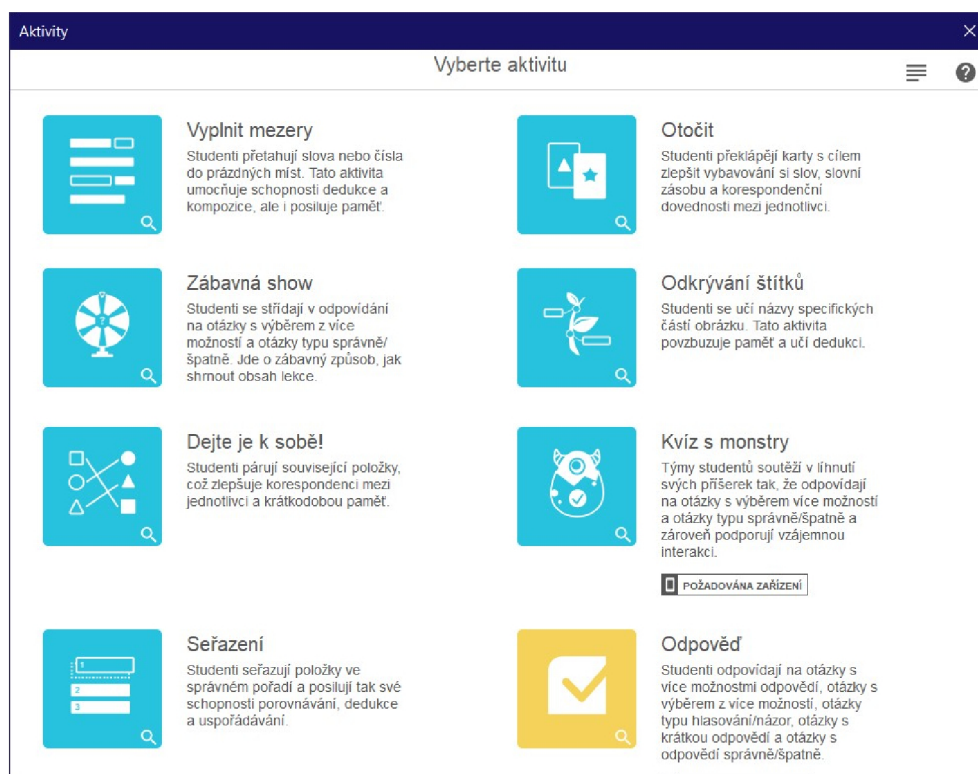 Aktivity
Vyberte aktivitu
Vyplnit mezery
Studenti přetahují slova nebo čísla
do prázdných míst. Tato aktivita
umocňuje schopnosti dedukce a
kompozice, ale i posiluje paměť.
Otočit
Studenti překlápějí karty s cílem
zlepšit vybavování si slov, slovní
zásobu a korespondenční
dovednosti mezi jednotlivci.
Zábavná show
Studenti se střídají v odpovídání
na otázky s výběrem z více
možností a otázky typu správně/
špatně. Jde o zábavný způsob, jak
shrnout obsah lekce.
Odkrývání štítků
Studenti se učí názvy specifických
částí obrázku. Tato aktivita
povzbuzuje paměť a učí dedukci.
Dejte je k sobě!
Studenti párují související položky,
což zlepšuje korespondenci mezi
jednotlivci a krátkodobou paměť.
Kvíz s monstry
Týmy studentů soutěží v líhnutí
svých příšerek tak, že odpovídají
na otázky s výběrem více možností
a otázky typu správně/špatně a
zároveň podporují vzájemnou
interakci.
POŽADOVÁNA ZAŘÍZENÍ
1
2
3
Seřazení
Studenti seřazují položky ve
správném pořadí a posilují tak své
schopnosti porovnávání, dedukce
a uspořádávání.
Odpověď
Studenti odpovídají na otázky s
více možnostmi odpovědí, otázky s
výběrem z více možností, otázky
typu hlasování/názor, otázky s
krátkou odpovědí a otázky s
odpovědí správně/špatně.